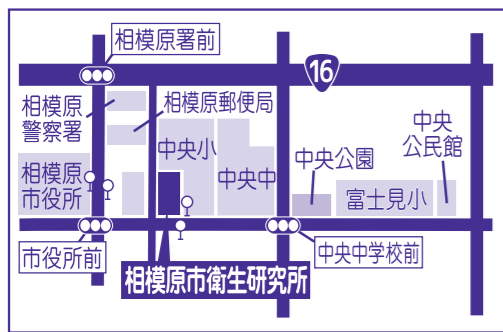 相模原署前
16
相模原
警察署
相模原郵便局
中央
公民館
中央小
中央公園
相模原
市役所
中央中
富士見小
市役所前
中央中学校前
相模原市衛生研究所